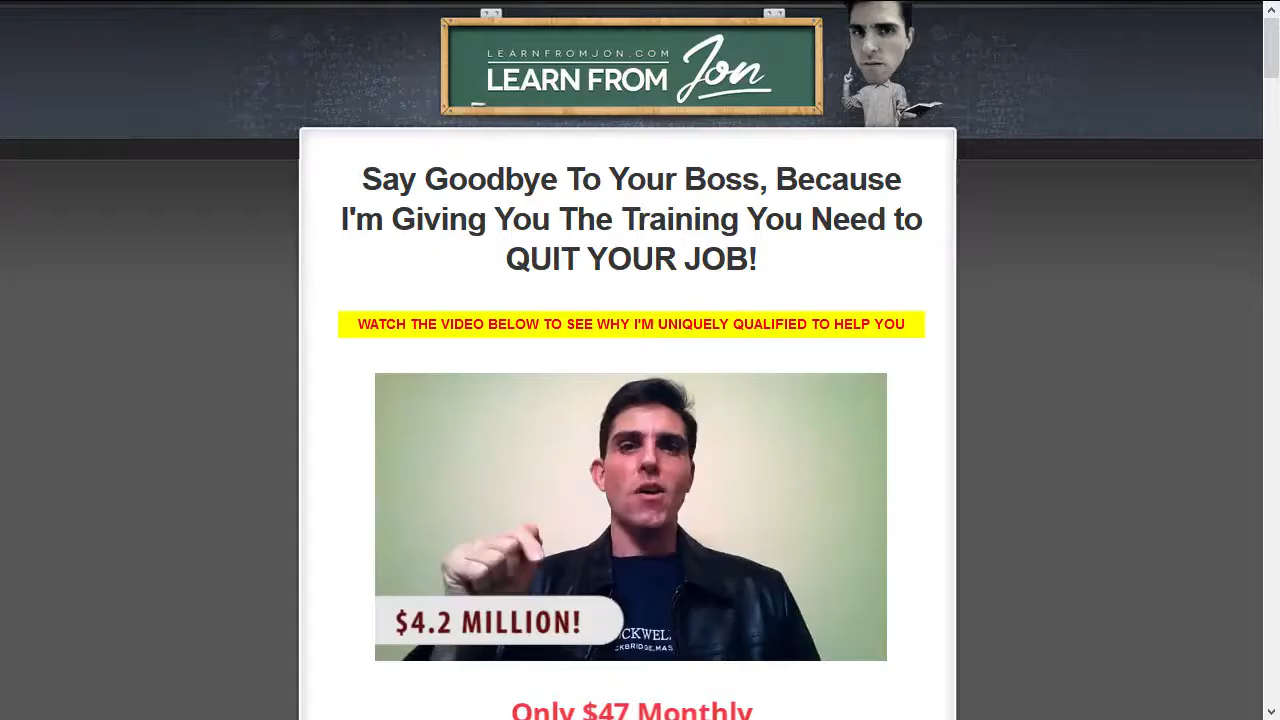 LEARNFROMJON.COM
LEARN FROM Jon
Say Goodbye To Your Boss, Because
I'm Giving You The Training You Need to
QUIT YOUR JOB!
WATCH THE VIDEO BELOW TO SEE WHY I'M UNIQUELY QUALIFIED TO HELP YOU
$4.2 MILLION!
Only $47 Monthly